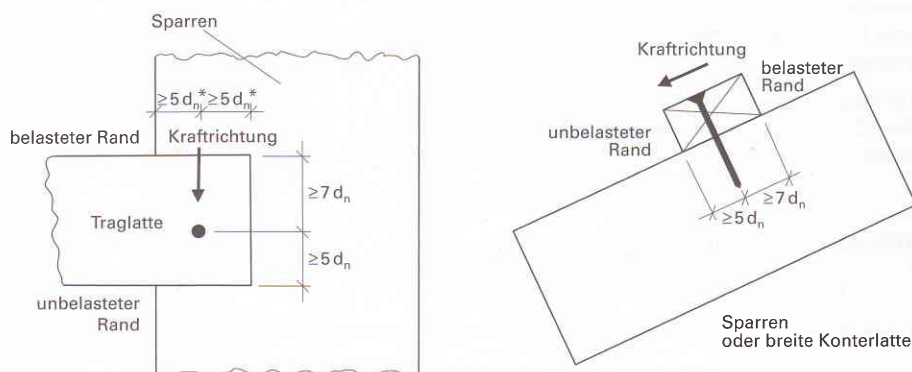 Sparren
≥5 dn* ≥5 dn*
belasteter Rand
Kraftrichtung
≥7 dn
Traglatte
≥5 dn
unbelasteter
Rand
Kraftrichtung
belasteter
Rand
unbelasteter
Rand
≥7 dn
≥5 dn
Sparren
oder breite Konterlatte